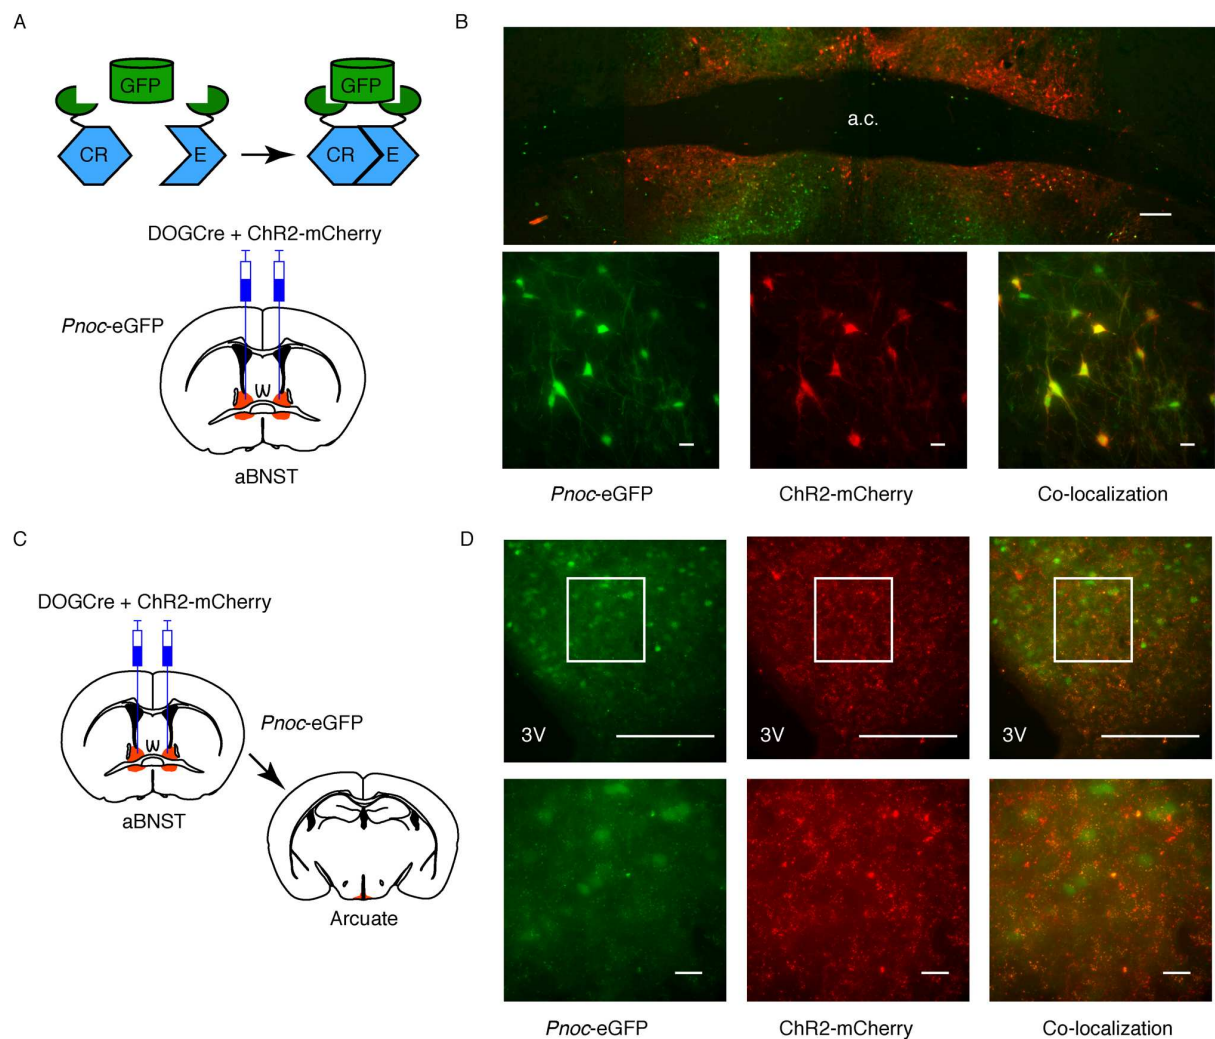 A
GFP
GFP
CR
E
CR
E
DOGCre + ChR2-mCherry
Pnoc-eGFP
aBNST
B
a.c.
Pnoc-eGFP
ChR2-mCherry
Co-localization
C
DOGCre + ChR2-mCherry
Pnoc-eGFP
aBNST
Arcuate
D
3V
3V
3V
Pnoc-eGFP
ChR2-mCherry
Co-localization